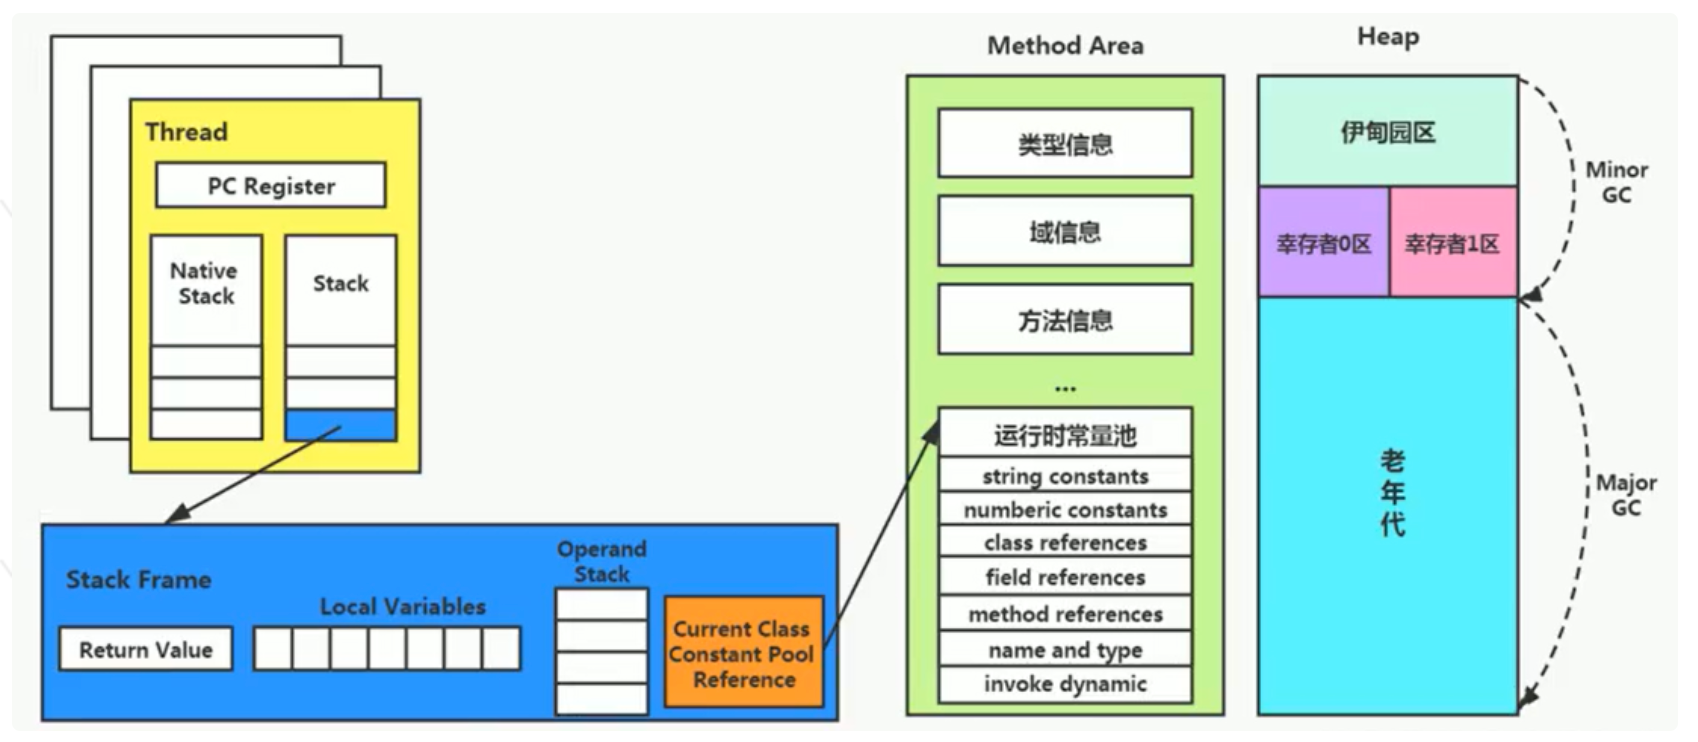 Thread
PC Register
Native
Stack
Stack
Stack Frame
Return Value
Local Variables
Operand
Stack
Current Class
Constant Pool
Reference
Method Area
类型信息
域信息
方法信息
...
运行时常量池
string constants
numberic constants
class references
field references
method references
name and type
invoke dynamic
Heap
伊甸园区
幸存者0区
幸存者1区
老
年
代
Minor
GC
Major
GC